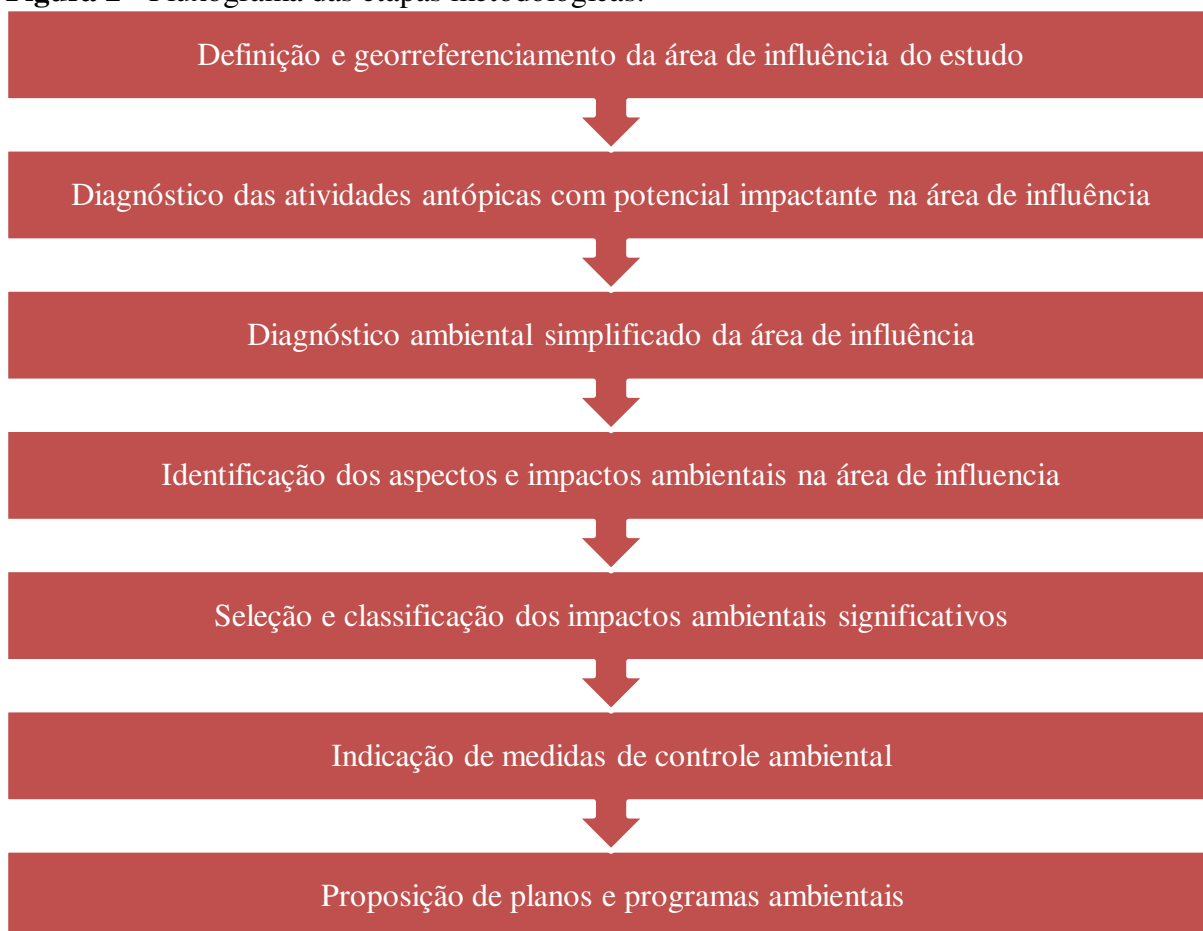 Definição e georreferenciamento da área de influência do estudo
Diagnóstico das atividades antópicas com potencial impactante na área de influência
Diagnóstico ambiental simplificado da área de influência
Identificação dos aspectos e impactos ambientais na área de influencia
Seleção e classificação dos impactos ambientais significativos
Indicação de medidas de controle ambiental
Proposição de planos e programas ambientais